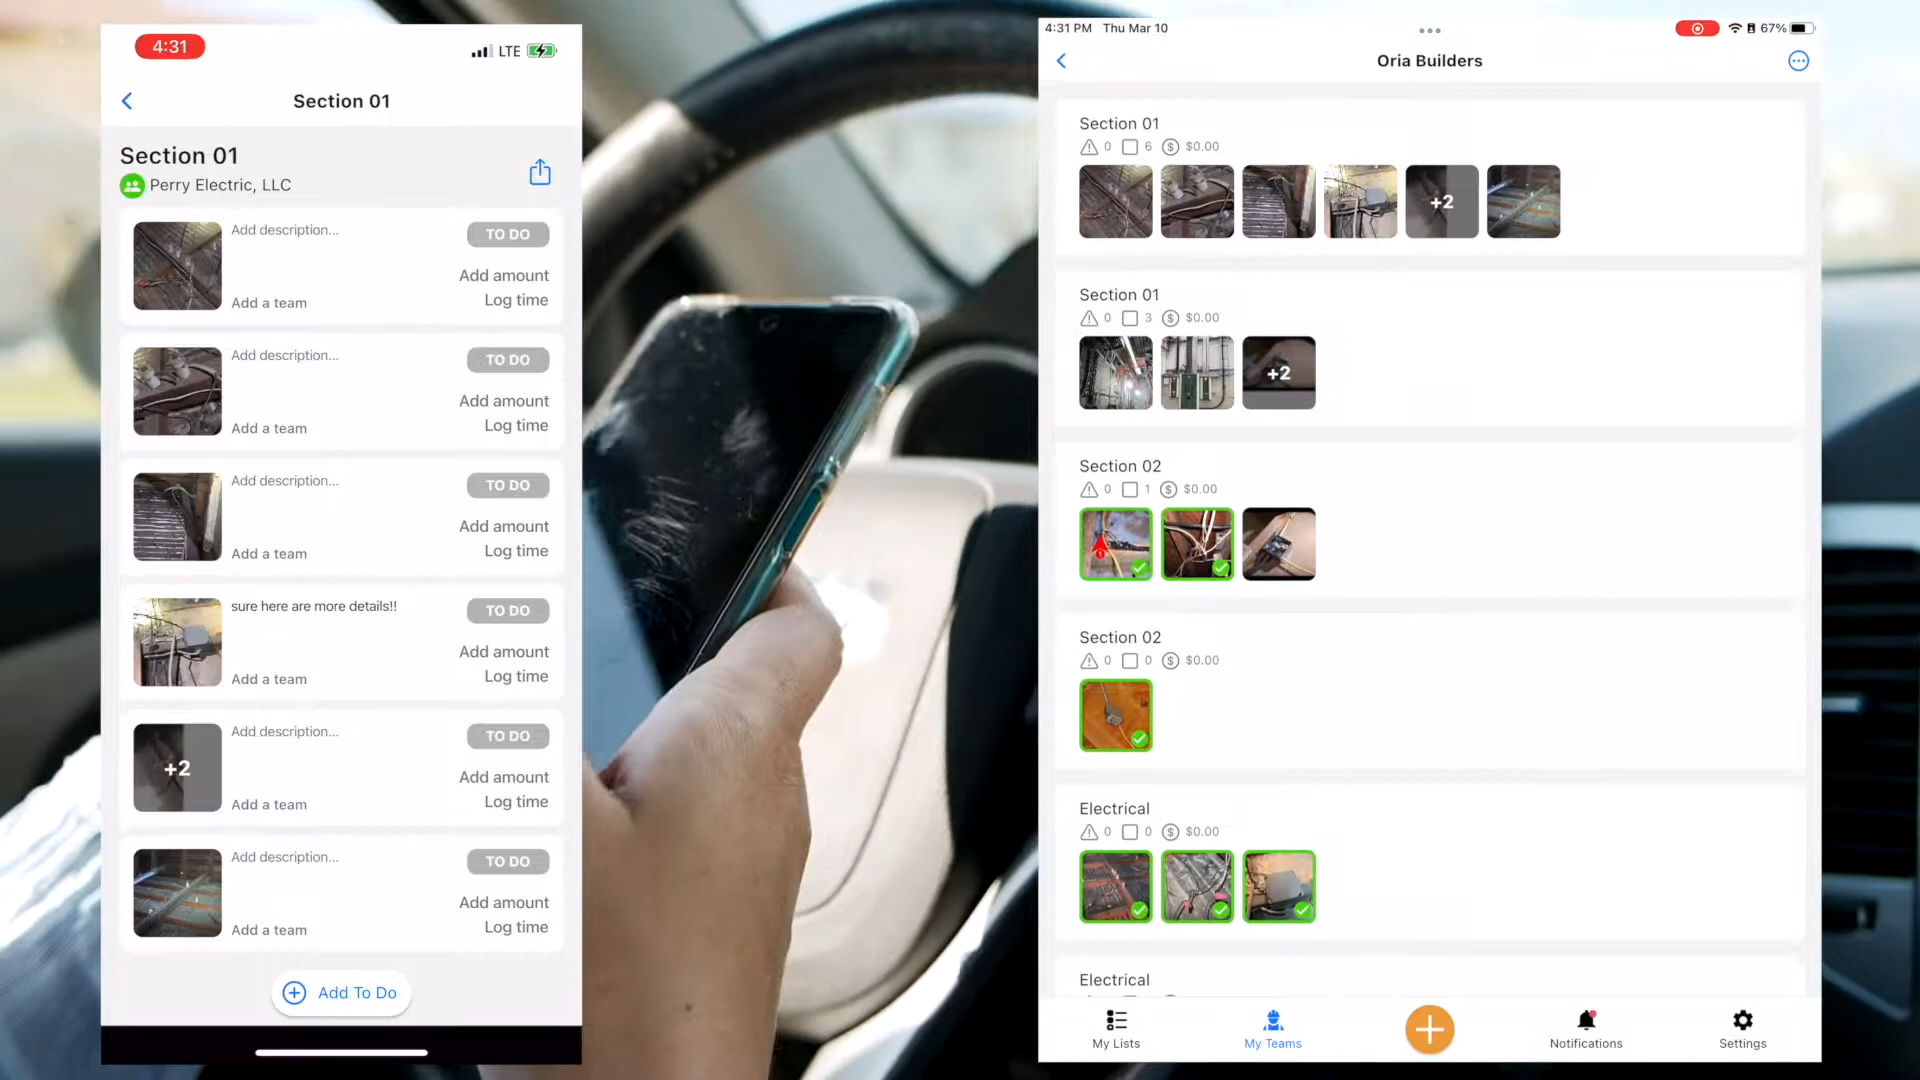 4:31
LTE
Section 01
Section 01
Perry Electric, LLC
Add description...
TO DO
Add amount
Log time
Add a team
Add description...
TO DO
Add amount
Log time
Add a team
Add description...
TO DO
Add amount
Log time
Add a team
sure here are more details!!
TO DO
Add amount
Log time
Add a team
+2
Add description...
TO DO
Add amount
Log time
Add a team
Add description...
TO DO
Add amount
Log time
Add a team
Add To Do
4:31 PM Thu Mar 10
67%
Oria Builders
Section 01
0 6 $ $0.00
+2
Section 01
0 3 $ $0.00
+2
Section 02
0 1 $ $0.00
Section 02
0 0 $ $0.00
Electrical
0 0 $ $0.00
Electrical
My Lists
My Teams
Notifications
Settings